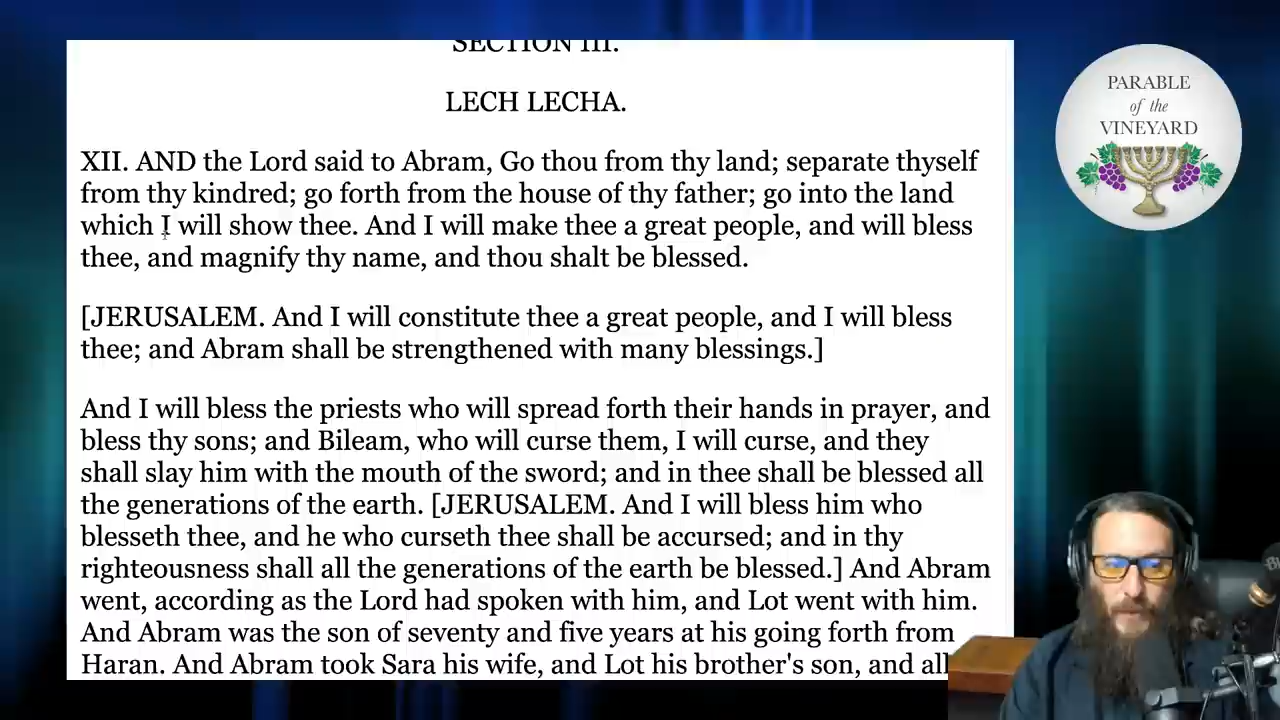 SECTION III.
LECH LECHA.
XII. AND the Lord said to Abram, Go thou from thy land; separate thyself
from thy kindred; go forth from the house of thy father; go into the land
which I will show thee. And I will make thee a great people, and will bless
thee, and magnify thy name, and thou shalt be blessed.
[JERUSALEM. And I will constitute thee a great people, and I will bless
thee; and Abram shall be strengthened with many blessings.]
And I will bless the priests who will spread forth their hands in prayer, and
bless thy sons; and Bileam, who will curse them, I will curse, and they
shall slay him with the mouth of the sword; and in thee shall be blessed all
the generations of the earth. [JERUSALEM. And I will bless him who
blesseth thee, and he who curseth thee shall be accursed; and in thy
righteousness shall all the generations of the earth be blessed.] And Abram
went, according as the Lord had spoken with him, and Lot went with him.
And Abram was the son of seventy and five years at his going forth from
Haran. And Abram took Sara his wife, and Lot his brother's son, and all
PARABLE
of the
VINEYARD